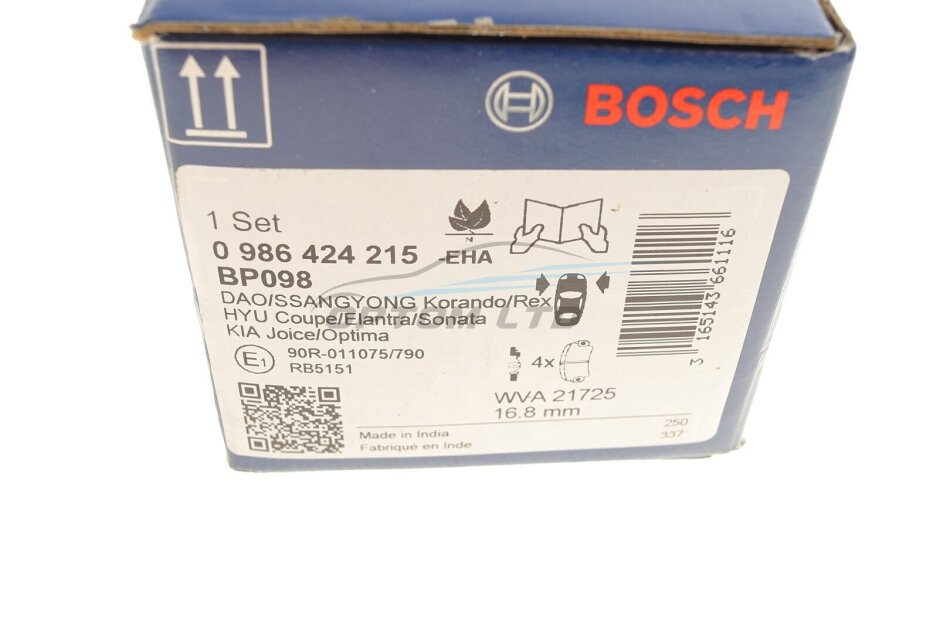 BOSCH
1 Set
0 986 424 215 -EHA
BP098
DAO/SSANGYONG Korando/Rex
HYU Coupe/Elantra/Sonata
KIA Joice/Optima
OPTOM LTD
E1 90R-011075/790
RB5151
4x
WVA 21725
16.8 mm
Made in India
Fabriqué en Inde
250
337
3 165143 661116